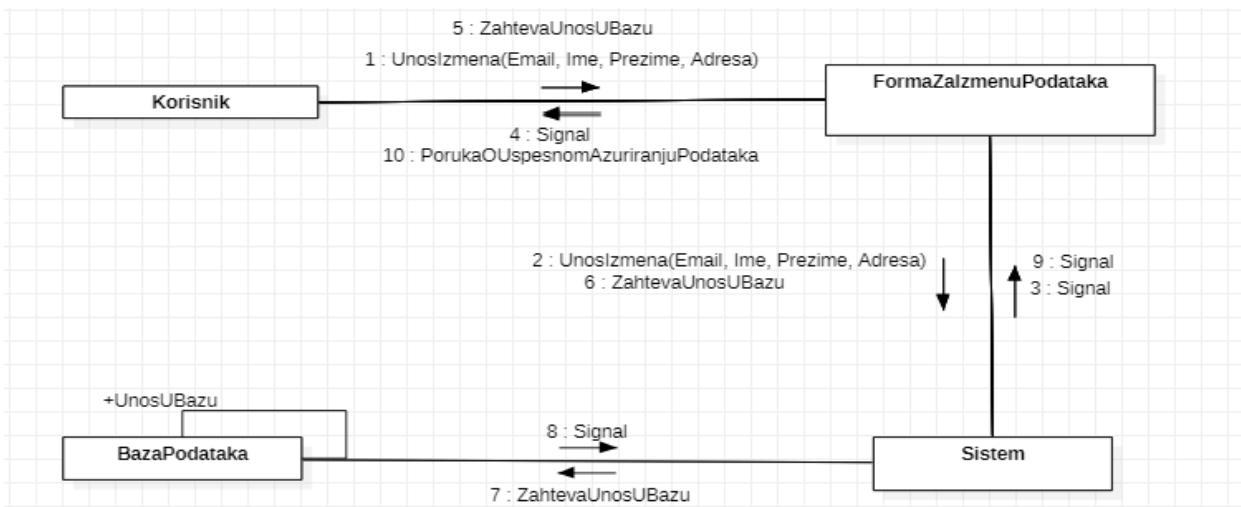 5 : ZahtevaUnosUBazu
1 : UnosIzmena(Email, Ime, Prezime, Adresa)
Korisnik
FormaZaIzmenuPodataka
4 : Signal
10 : PorukaOUspesnomAzuriranjuPodataka
2 : UnosIzmena(Email, Ime, Prezime, Adresa)
6 : ZahtevaUnosUBazu
9 : Signal
3 : Signal
+UnosUBazu
BazaPodataka
8 : Signal
7 : ZahtevaUnosUBazu
Sistem